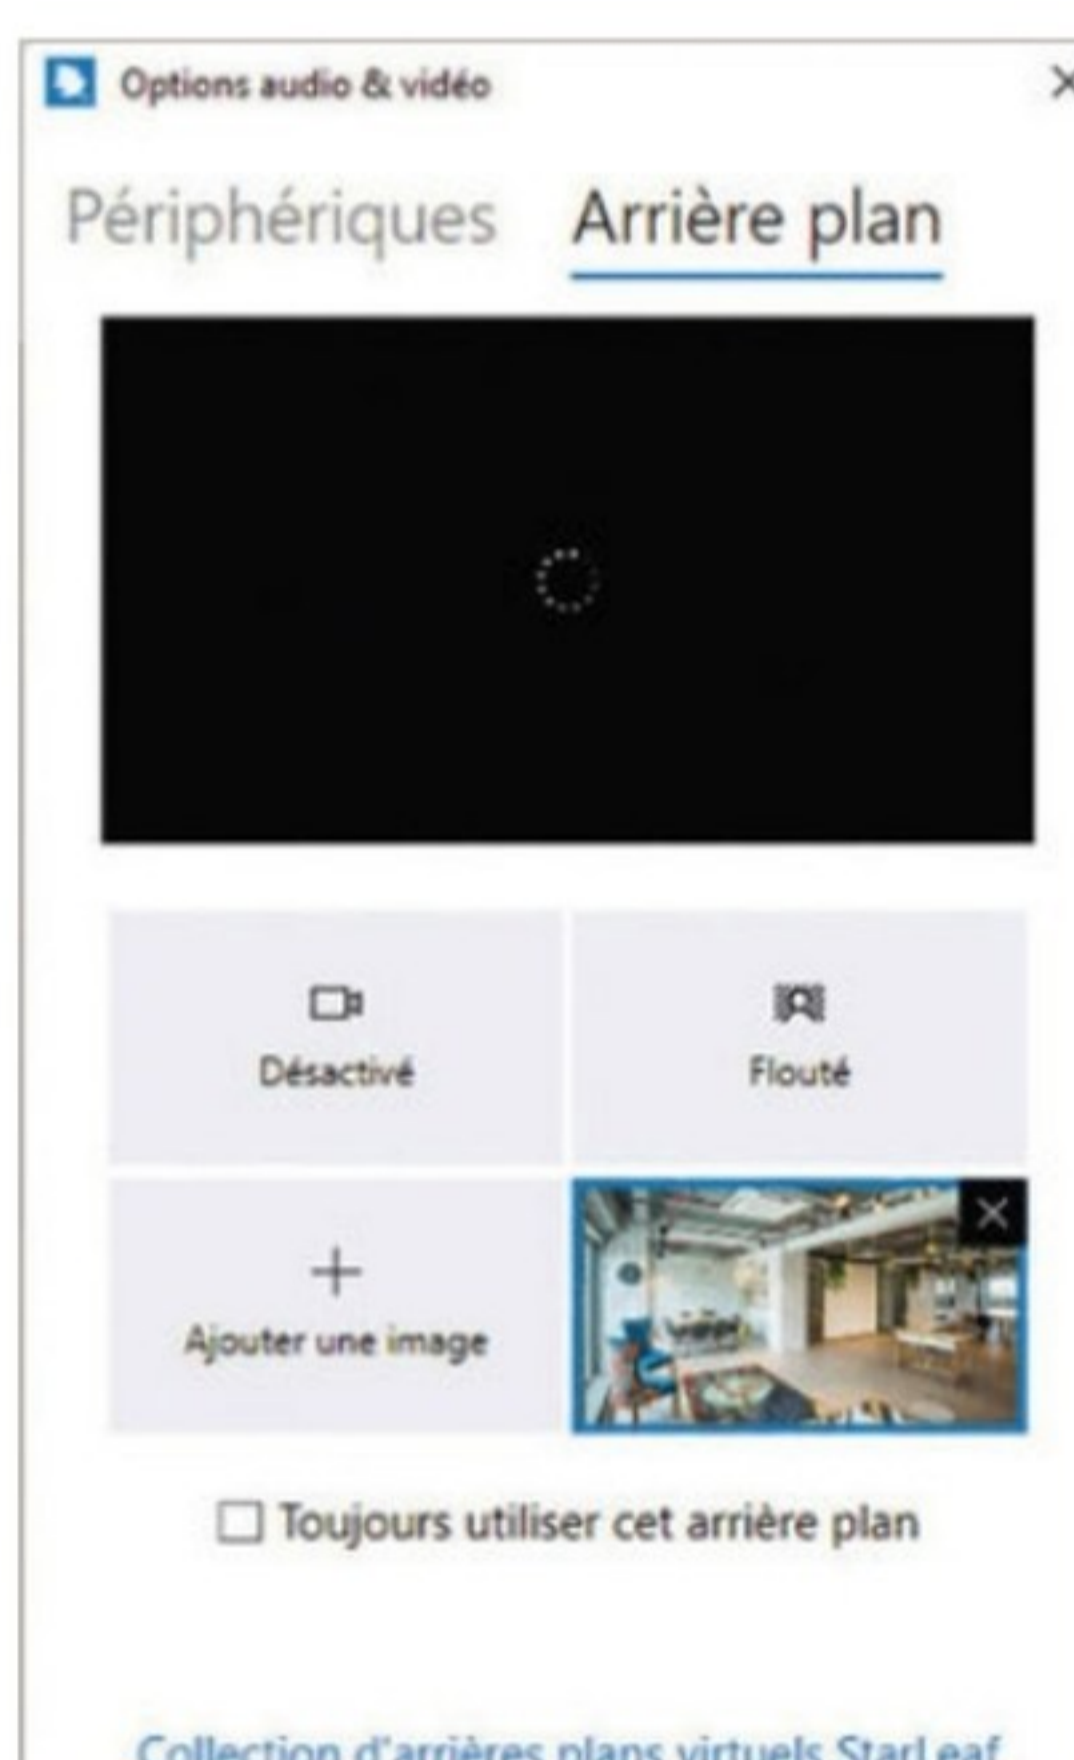 Options audio & vidéo
Périphériques Arrière plan
Désactivé Flouté
Ajouter une image
Toujours utiliser cet arrière plan
Collection d'arrières plans virtuels StarLeaf